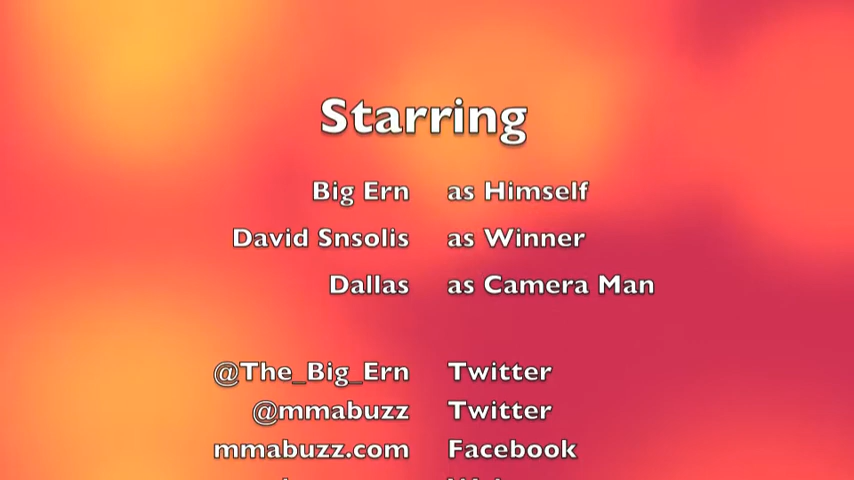 Starring
Big Ern as Himself
David Snsolis as Winner
Dallas as Camera Man
@The_Big_Ern Twitter
@mmabuzz Twitter
mmabuzz.com Facebook